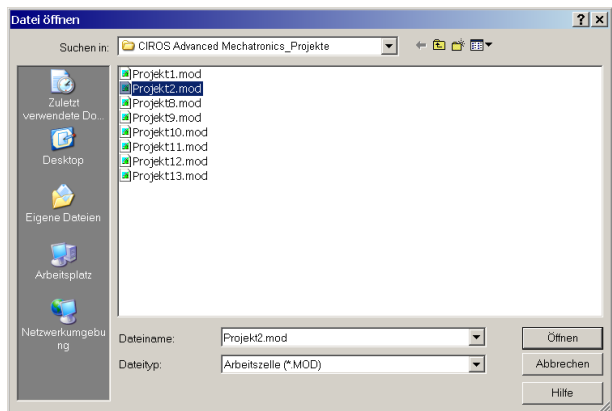 Datei öffnen
Suchen in:
CIROS Advanced Mechatronics_Projekte
Zuletzt
verwendete Do...
Desktop
Eigene Dateien
Arbeitsplatz
Netzwerkumgebu
ng
Projekt1.mod
Projekt2.mod
Projekt8.mod
Projekt9.mod
Projekt10.mod
Projekt11.mod
Projekt12.mod
Projekt13.mod
Dateiname:
Projekt2.mod
Öffnen
Dateityp:
Arbeitszelle (*.MOD)
Abbrechen
Hilfe